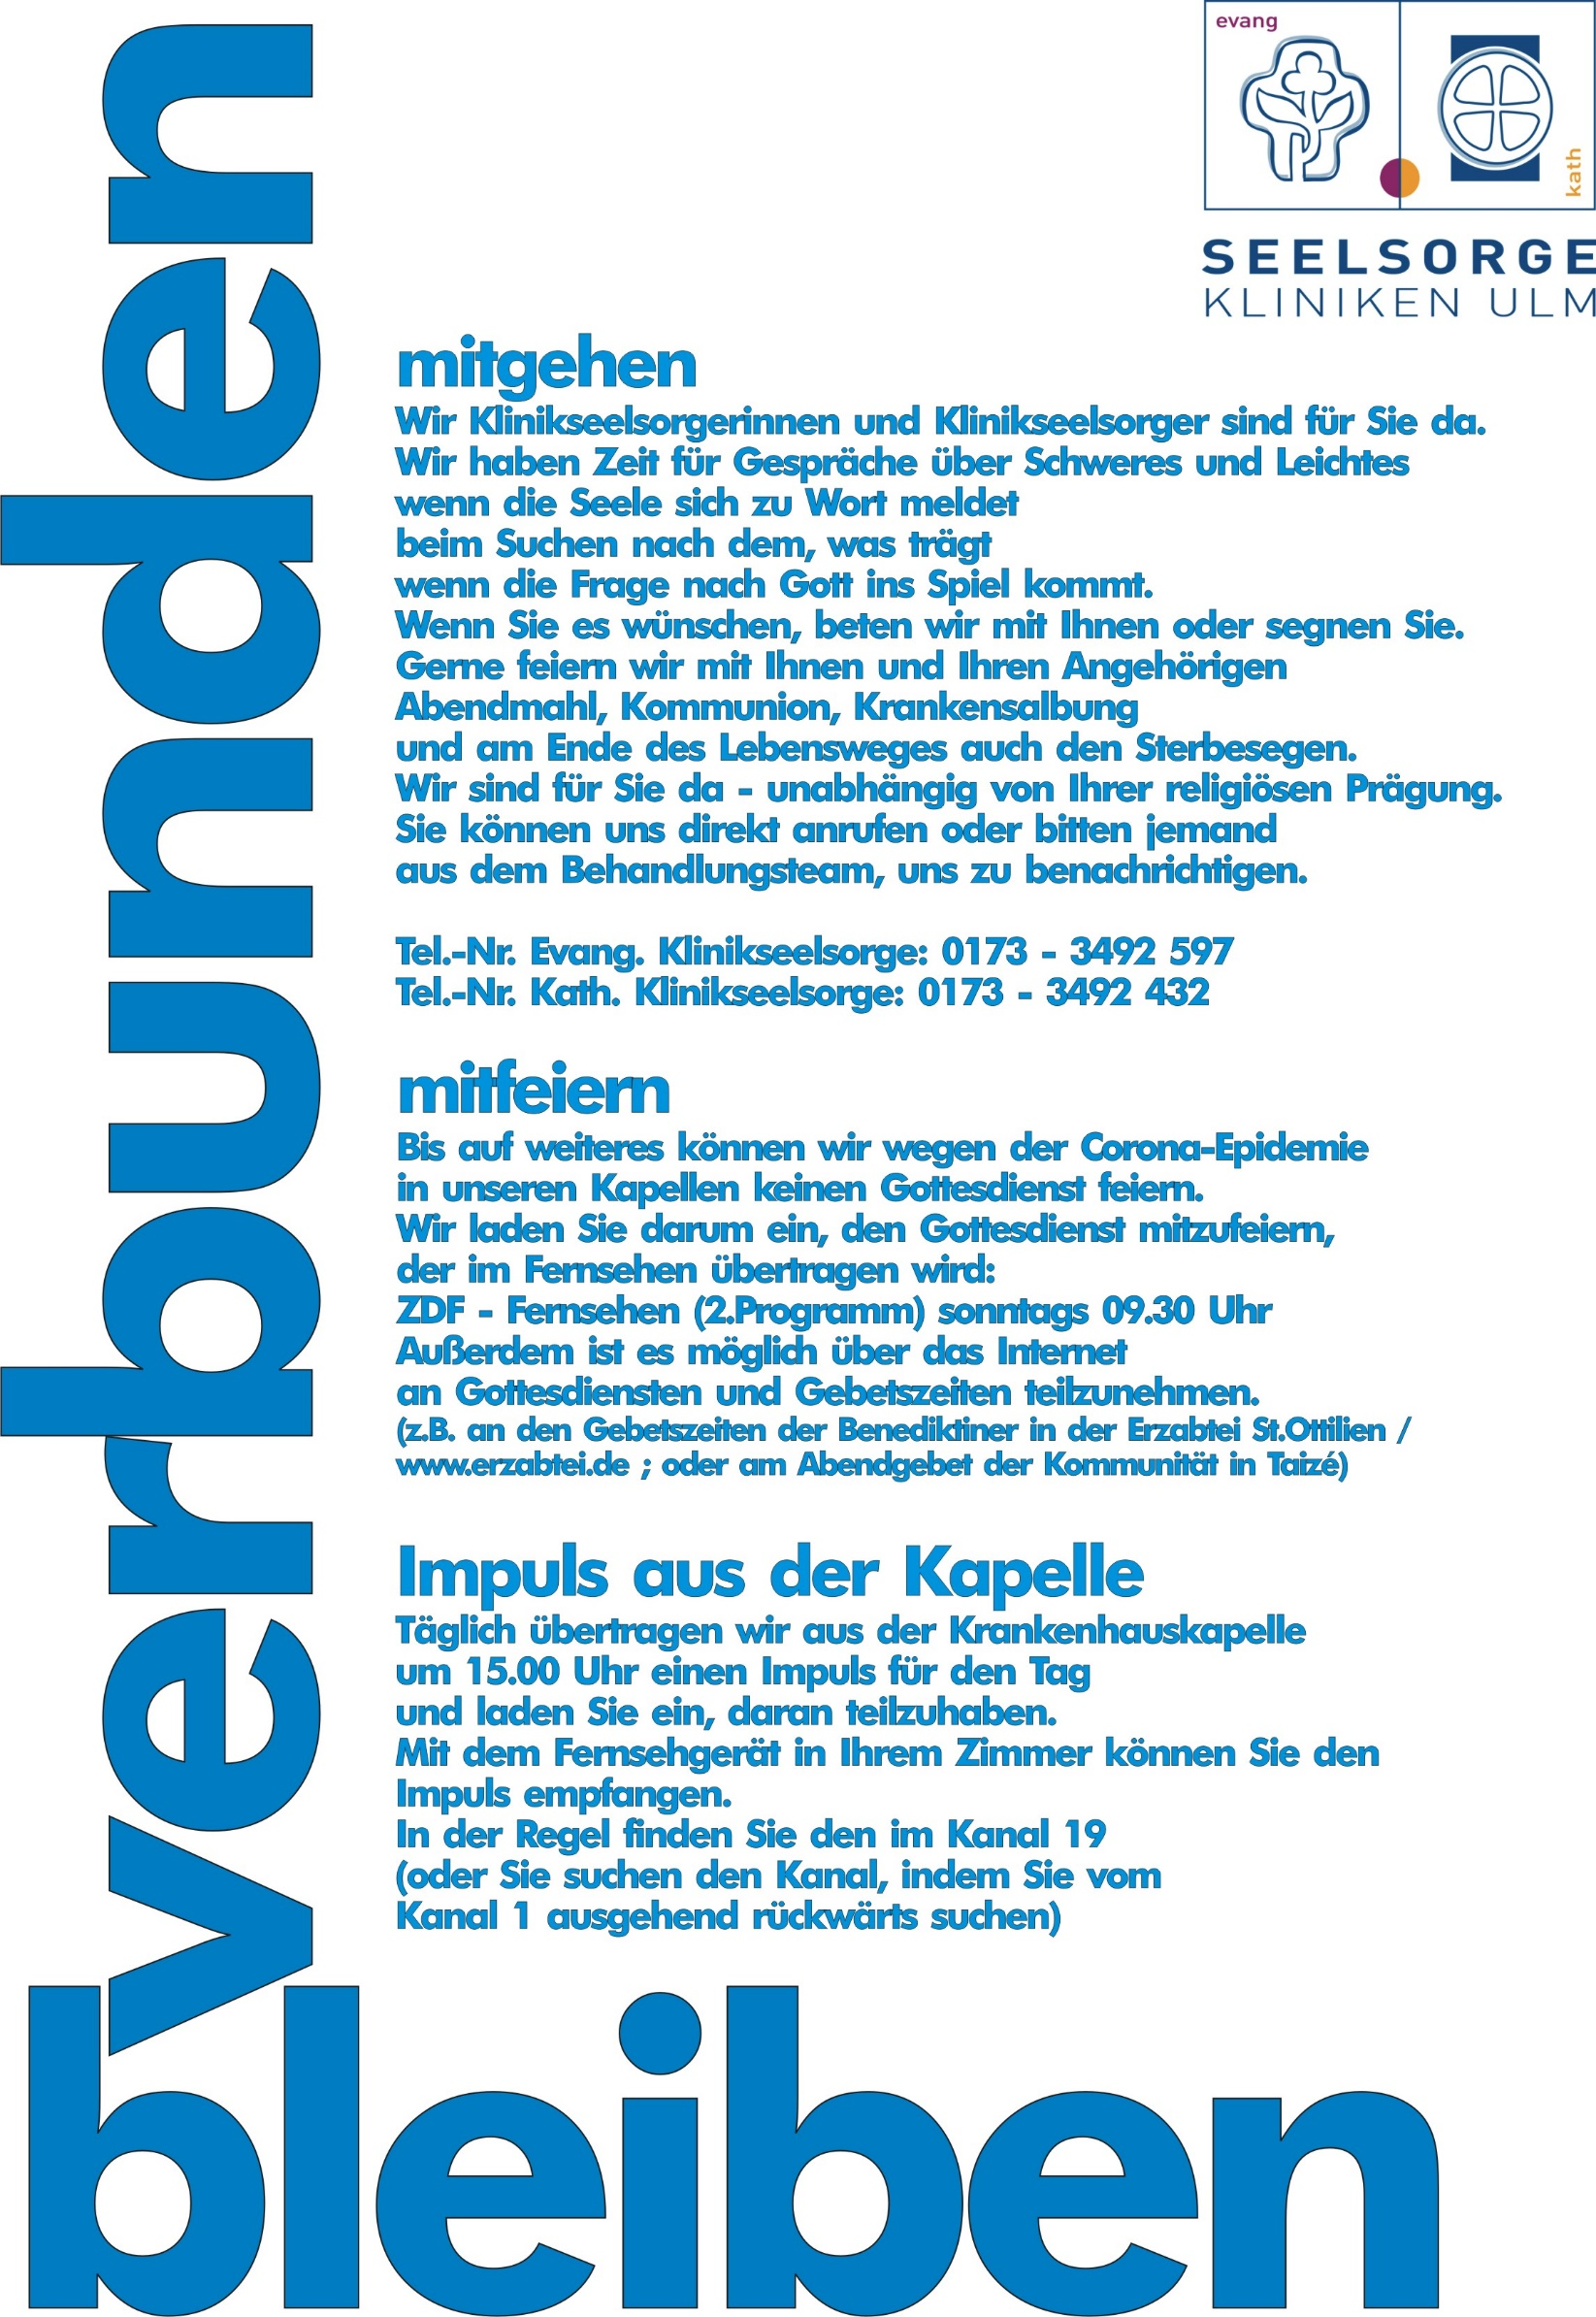 evang
kath
SEELSORGE
KLINIKEN ULM
verbunden
mitgehen
Wir Klinikseelsorgerinnen und Klinikseelsorger sind für Sie da.
Wir haben Zeit für Gespräche über Schweres und Leichtes
wenn die Seele sich zu Wort meldet
beim Suchen nach dem, was trägt
wenn die Frage nach Gott ins Spiel kommt.
Wenn Sie es wünschen, beten wir mit Ihnen oder segnen Sie.
Gerne feiern wir mit Ihnen und Ihren Angehörigen
Abendmahl, Kommunion, Krankensalbung
und am Ende des Lebensweges auch den Sterbesegen.
Wir sind für Sie da - unabhängig von Ihrer religiösen Prägung.
Sie können uns direkt anrufen oder bitten jemand
aus dem Behandlungsteam, uns zu benachrichtigen.
Tel.-Nr. Evang. Klinikseelsorge: 0173 - 3492 597
Tel.-Nr. Kath. Klinikseelsorge: 0173 - 3492 432
mitfeiern
Bis auf weiteres können wir wegen der Corona-Epidemie
in unseren Kapellen keinen Gottesdienst feiern.
Wir laden Sie darum ein, den Gottesdienst mitzufeiern,
der im Fernsehen übertragen wird:
ZDF - Fernsehen (2.Programm) sonntags 09.30 Uhr
Außerdem ist es möglich über das Internet
an Gottesdiensten und Gebetszeiten teilzunehmen.
(z.B. an den Gebetszeiten der Benediktiner in der Erzabtei St.Ottilien /
www.erzabtei.de ; oder am Abendgebet der Kommunität in Taizé)
Impuls aus der Kapelle
Täglich übertragen wir aus der Krankenhauskapelle
um 15.00 Uhr einen Impuls für den Tag
und laden Sie ein, daran teilzuhaben.
Mit dem Fernsehgerät in Ihrem Zimmer können Sie den
Impuls empfangen.
In der Regel finden Sie den im Kanal 19
(oder Sie suchen den Kanal, indem Sie vom
Kanal 1 ausgehend rückwärts suchen)
bleiben